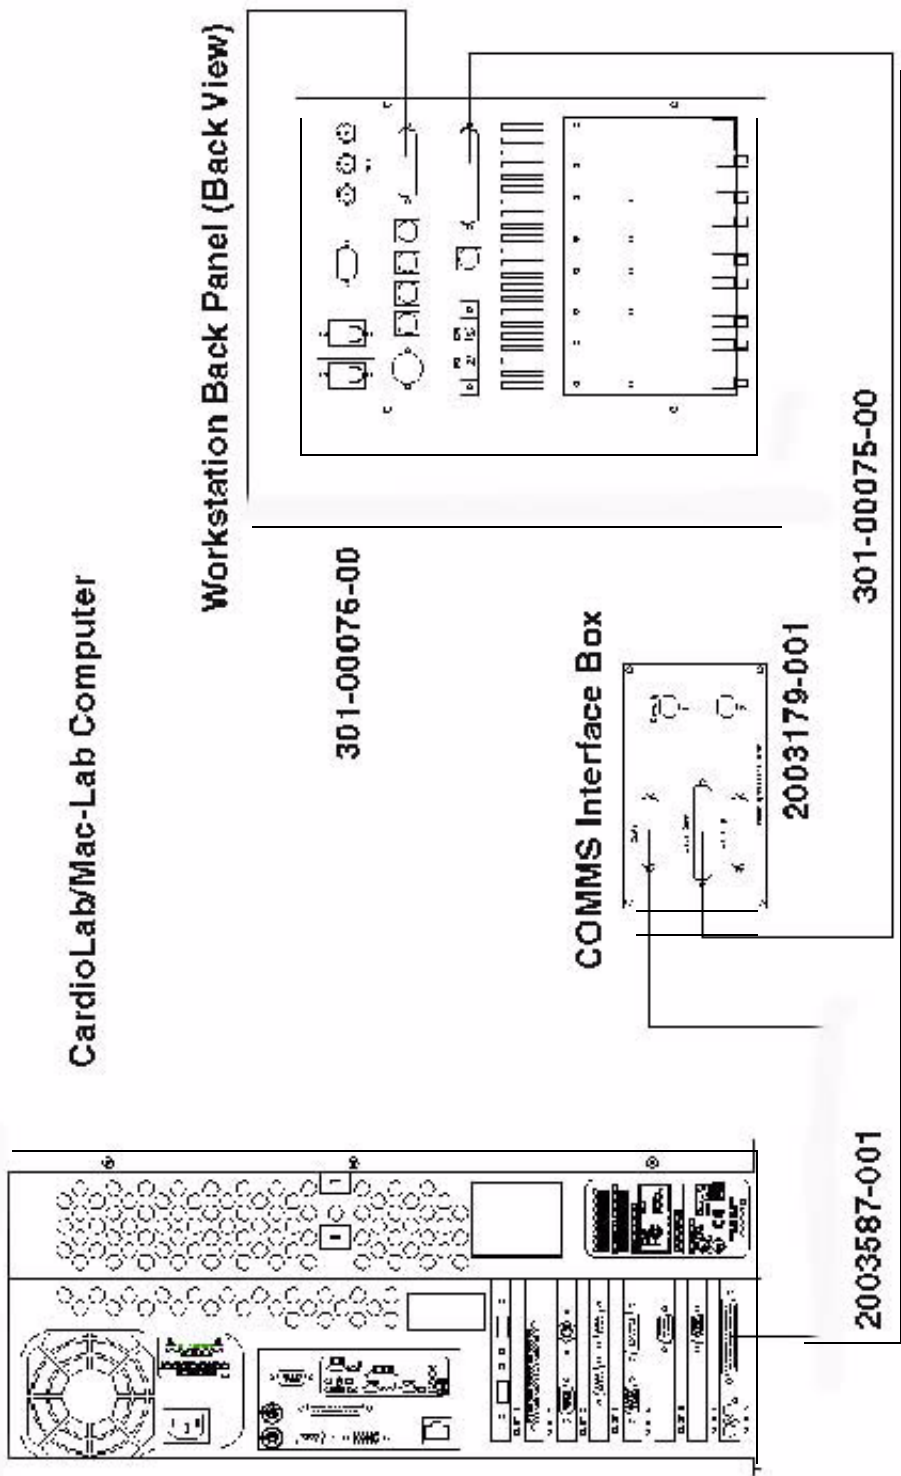 Workstation Back Panel (Back View)
CardioLab/Mac-Lab Computer
301-00076-00
301-00075-00
COMMS Interface Box
2003179-001
2003587-001